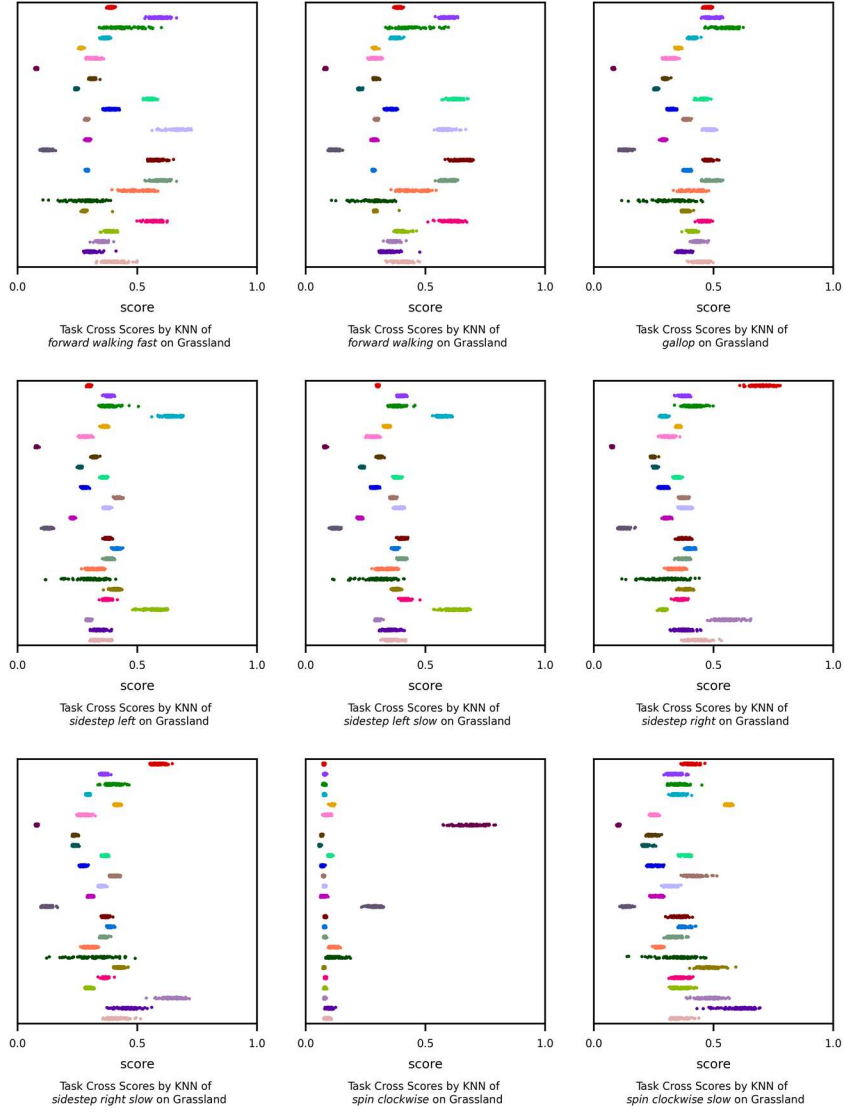 0.0 0.5 1.0 0.0 0.5 1.0 0.0 0.5 1.0
score score score
Task Cross Scores by KNN of
forward walking fast on Grassland
Task Cross Scores by KNN of
forward walking on Grassland
Task Cross Scores by KNN of
gallop on Grassland
0.0 0.5 1.0 0.0 0.5 1.0 0.0 0.5 1.0
score score score
Task Cross Scores by KNN of
sidestep left on Grassland
Task Cross Scores by KNN of
sidestep left slow on Grassland
Task Cross Scores by KNN of
sidestep right on Grassland
0.0 0.5 1.0 0.0 0.5 1.0 0.0 0.5 1.0
score score score
Task Cross Scores by KNN of
sidestep right slow on Grassland
Task Cross Scores by KNN of
spin clockwise on Grassland
Task Cross Scores by KNN of
spin clockwise slow on Grassland